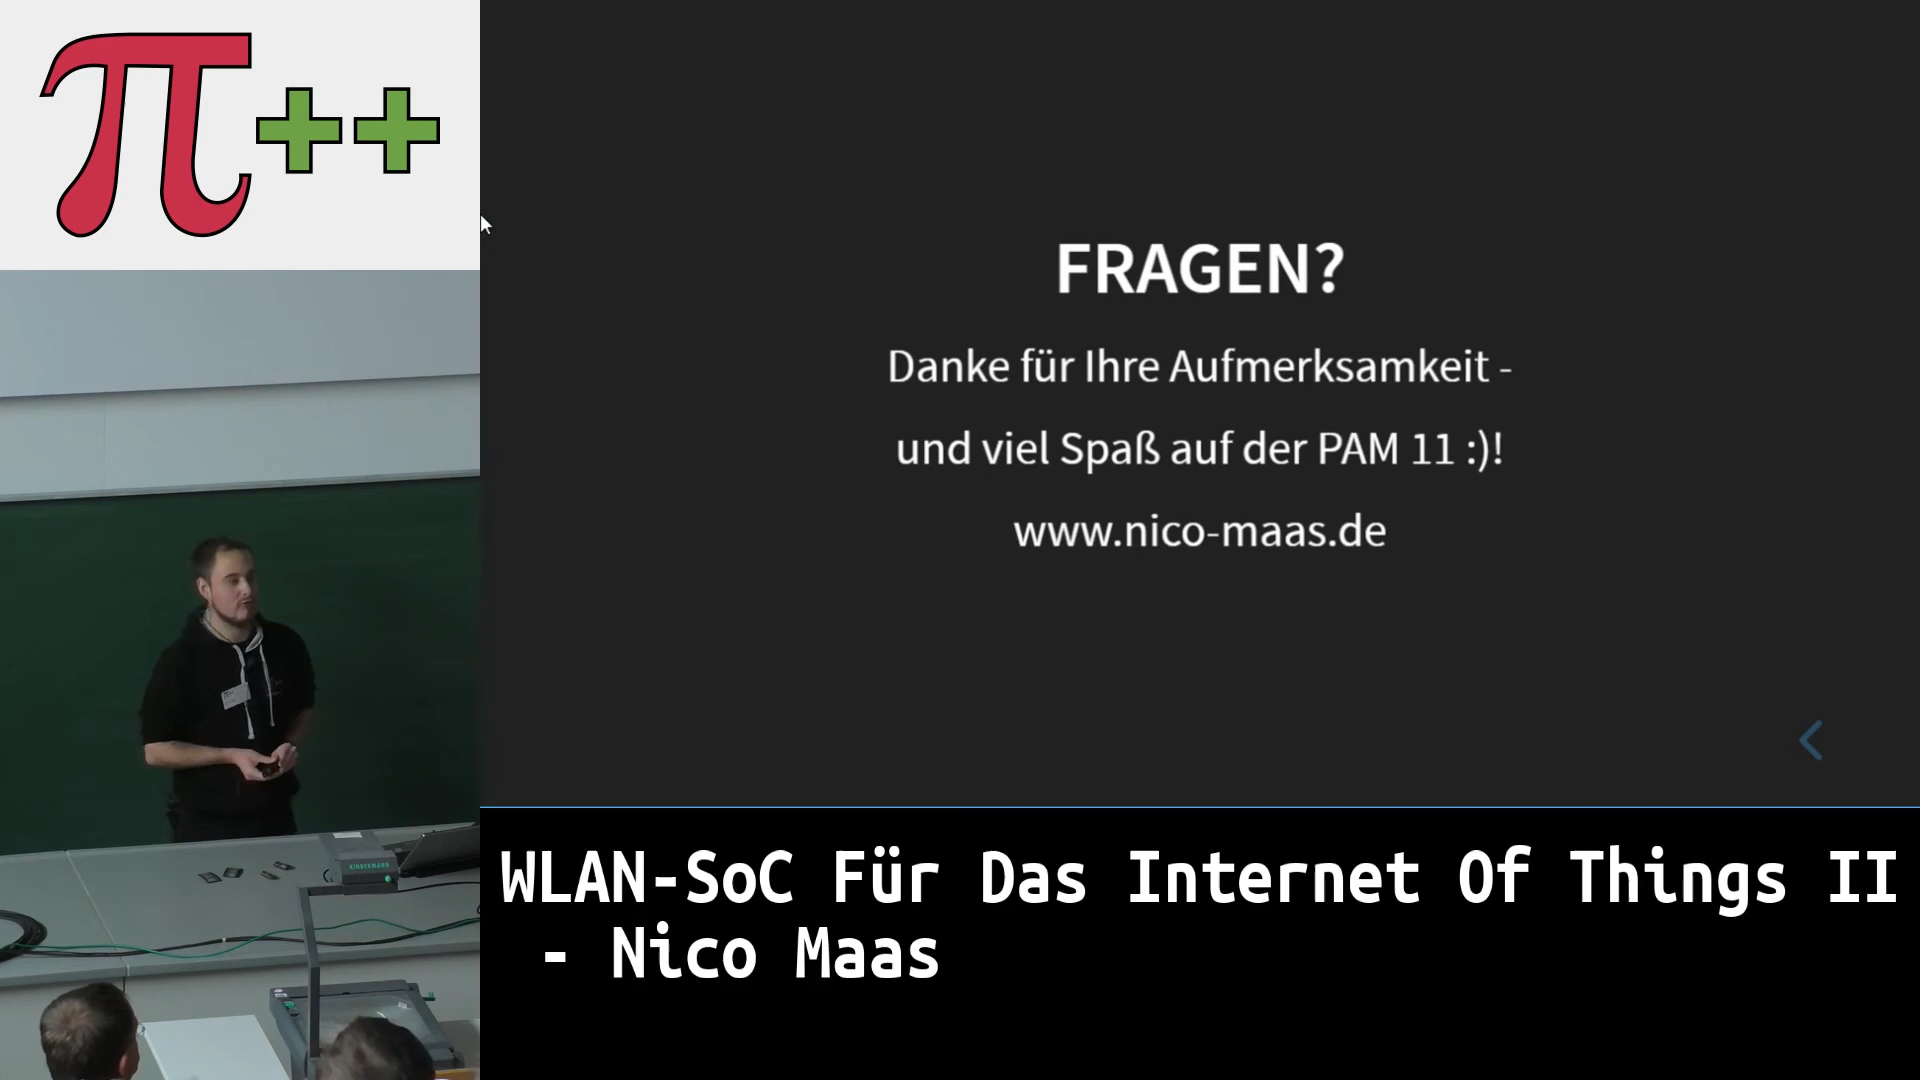 π++
FRAGEN?
Danke für Ihre Aufmerksamkeit -
und viel Spaß auf der PAM 11 :)!
www.nico-maas.de
KINDERMANN
WLAN-SoC Für Das Internet Of Things II
- Nico Maas